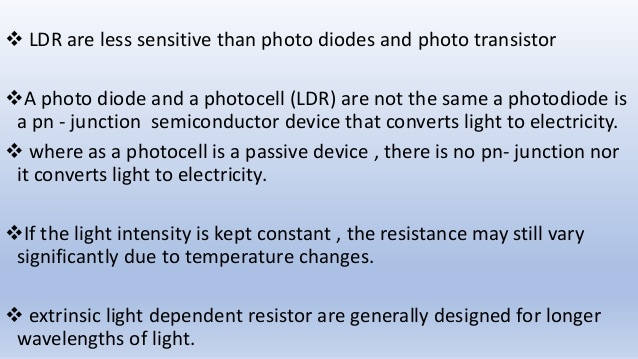 ❖ LDR are less sensitive than photo diodes and photo transistor
❖A photo diode and a photocell (LDR) are not the same a photodiode is
a pn - junction semiconductor device that converts light to electricity.
❖ where as a photocell is a passive device , there is no pn- junction nor
it converts light to electricity.
❖If the light intensity is kept constant , the resistance may still vary
significantly due to temperature changes.
❖ extrinsic light dependent resistor are generally designed for longer
wavelengths of light.